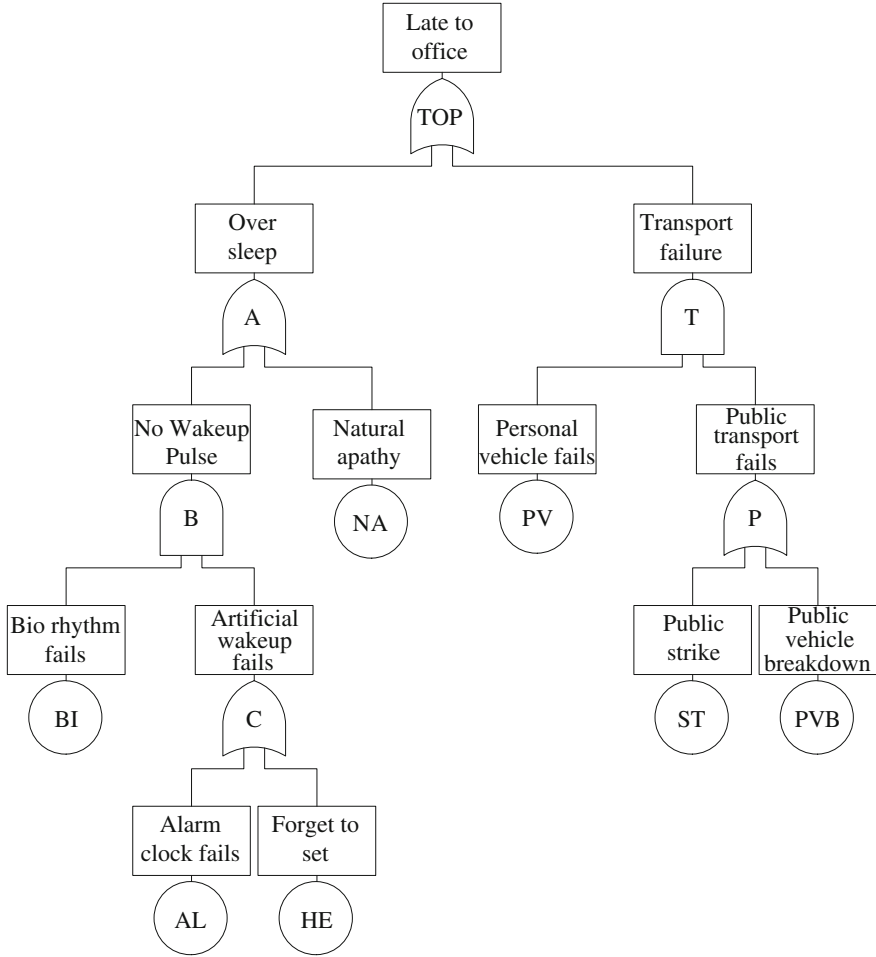 Late to
office
TOP
Over
sleep
Transport
failure
A
T
No Wakeup
Pulse
Natural
apathy
Personal
vehicle fails
Public
transport
fails
B
NA
PV
P
Bio rhythm
fails
Artificial
wakeup
fails
Public
strike
Public
vehicle
breakdown
BI
C
ST
PVB
Alarm
clock fails
Forget to
set
AL
HE